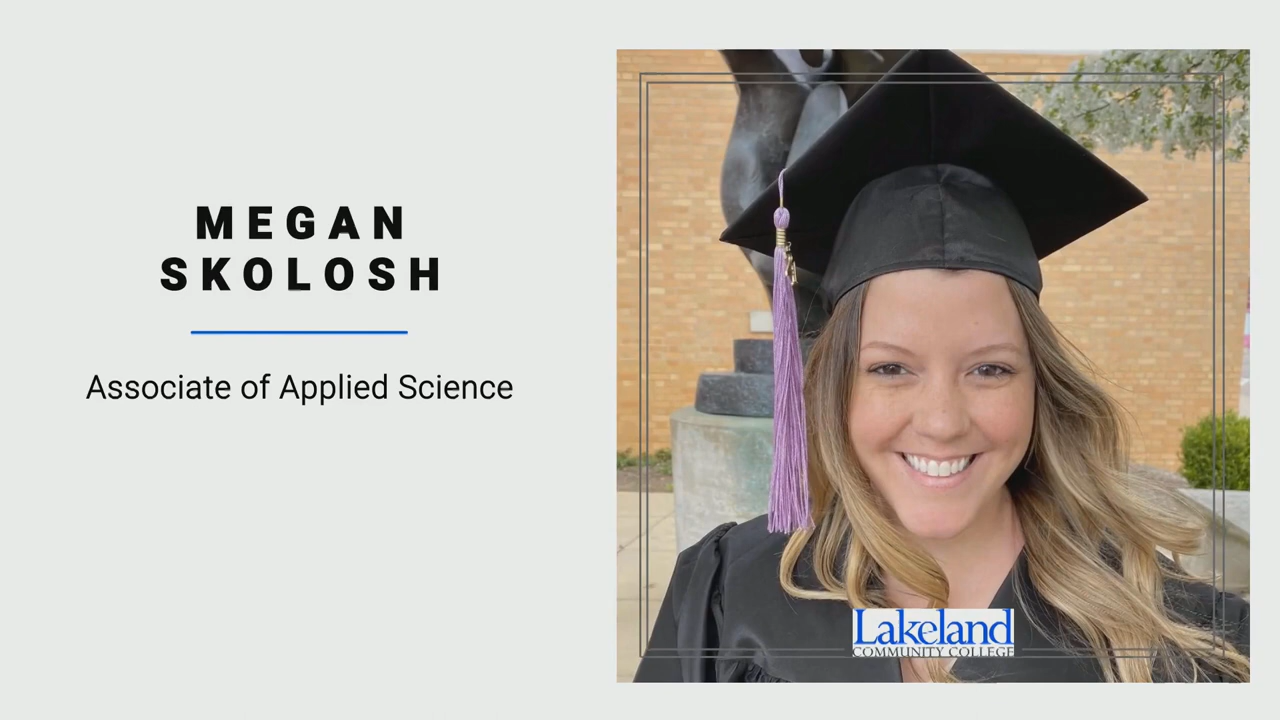 MEGAN
SKOLOSH
Associate of Applied Science
Lakeland
COMMUNITY COLLEGE